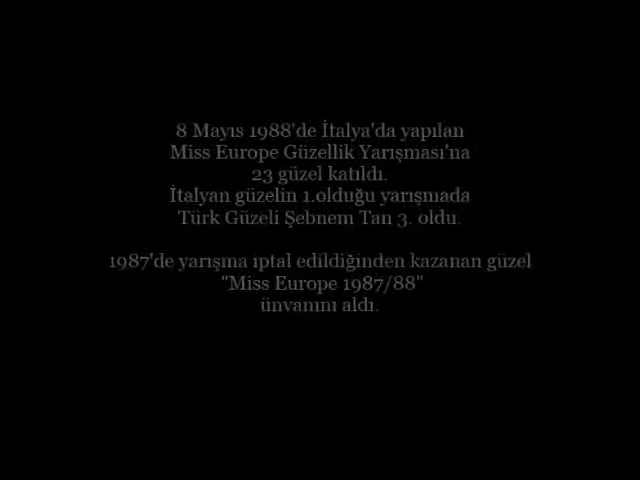 8 Mayıs 1988'de İtalya'da yapılan
Miss Europe Güzellik Yarışması'na
23 güzel katıldı.
İtalyan güzelin 1.olduğu yarışmada
Türk Güzeli Şebnem Tan 3. oldu.
1987'de yarışma ıptal edildiğinden kazanan güzel
"Miss Europe 1987/88"
ünvanını aldı.